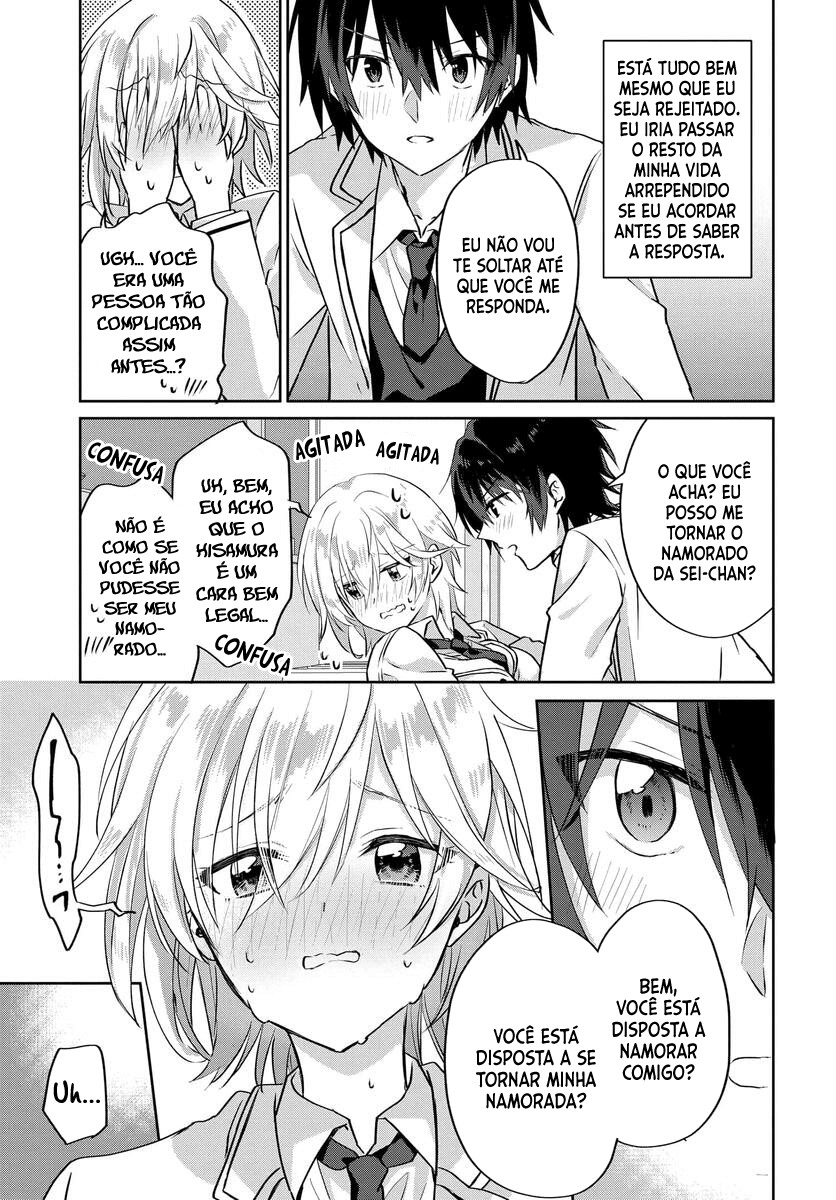 ESTÁ TUDO BEM
MESMO QUE EU
SEJA REJEITADO.
EU IRIA PASSAR
O RESTO DA
MINHA VIDA
ARREPENDIDO
SE EU ACORDAR
ANTES DE SABER
A RESPOSTA.
EU NÃO VOU
TE SOLTAR ATÉ
QUE VOCÊ ME
RESPONDA.
UGH... VOCÊ
ERA UMA
PESSOA TÃO
COMPLICADA
ASSIM
ANTES...?
O QUE VOCÊ
ACHA? EU
POSSO ME
TORNAR O
NAMORADO
DA SEI-CHAN?
AGITADA
AGITADA
UH, BEM,
EU ACHO
QUE O
HISAMURA
É UM
CARA BEM
LEGAL...
CONFUSA
CONFUSA
NÃO É
COMO SE
VOCÊ NÃO
PUDESSE
SER MEU
NAMO-
RADO...
BEM,
VOCÊ ESTÁ
DISPOSTA A
NAMORAR
COMIGO?
VOCÊ ESTÁ
DISPOSTA A SE
TORNAR MINHA
NAMORADA?
Uh...